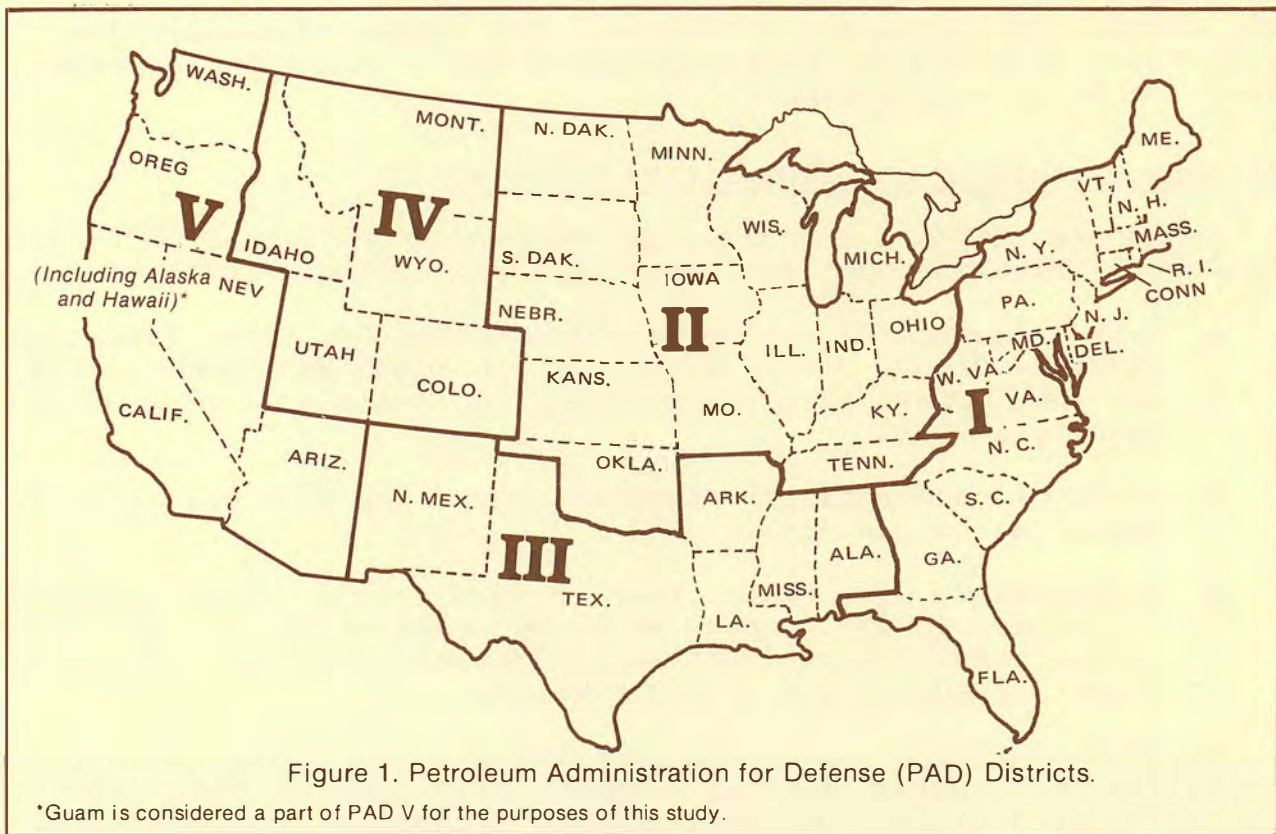 WASH.
MONT.
N. DAK.
MINN.
ME.
OREG
V
IV
IDAHO
WYO.
S. DAK.
WIS.
MICH.
VT.
N. H.
MASS.
N. Y.
R. I.
CONN
(Including Alaska
and Hawaii)*
NEV
NEBR.
IOWA
II
PA.
N. J.
OHIO
ILL.
IND.
MD.
DEL.
UTAH
COLO.
KANS.
MO.
KY.
W. VA.
VA.
I
CALIF.
ARIZ.
N. MEX.
OKLA.
ARK.
TENN.
N. C.
S. C.
III
TEX.
LA.
MISS.
ALA.
GA.
FLA.
Figure 1. Petroleum Administration for Defense (PAD) Districts.
*Guam is considered a part of PAD V for the purposes of this study.